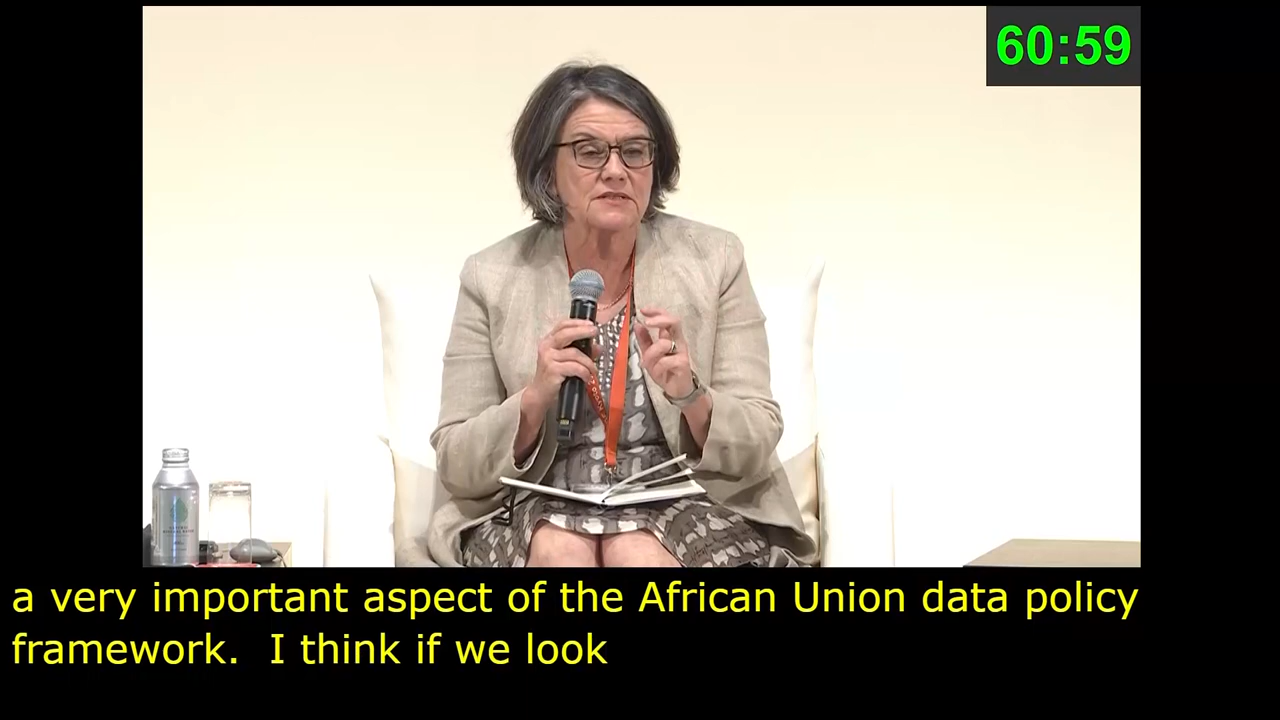 60:59
a very important aspect of the African Union data policy
framework.  I think if we look